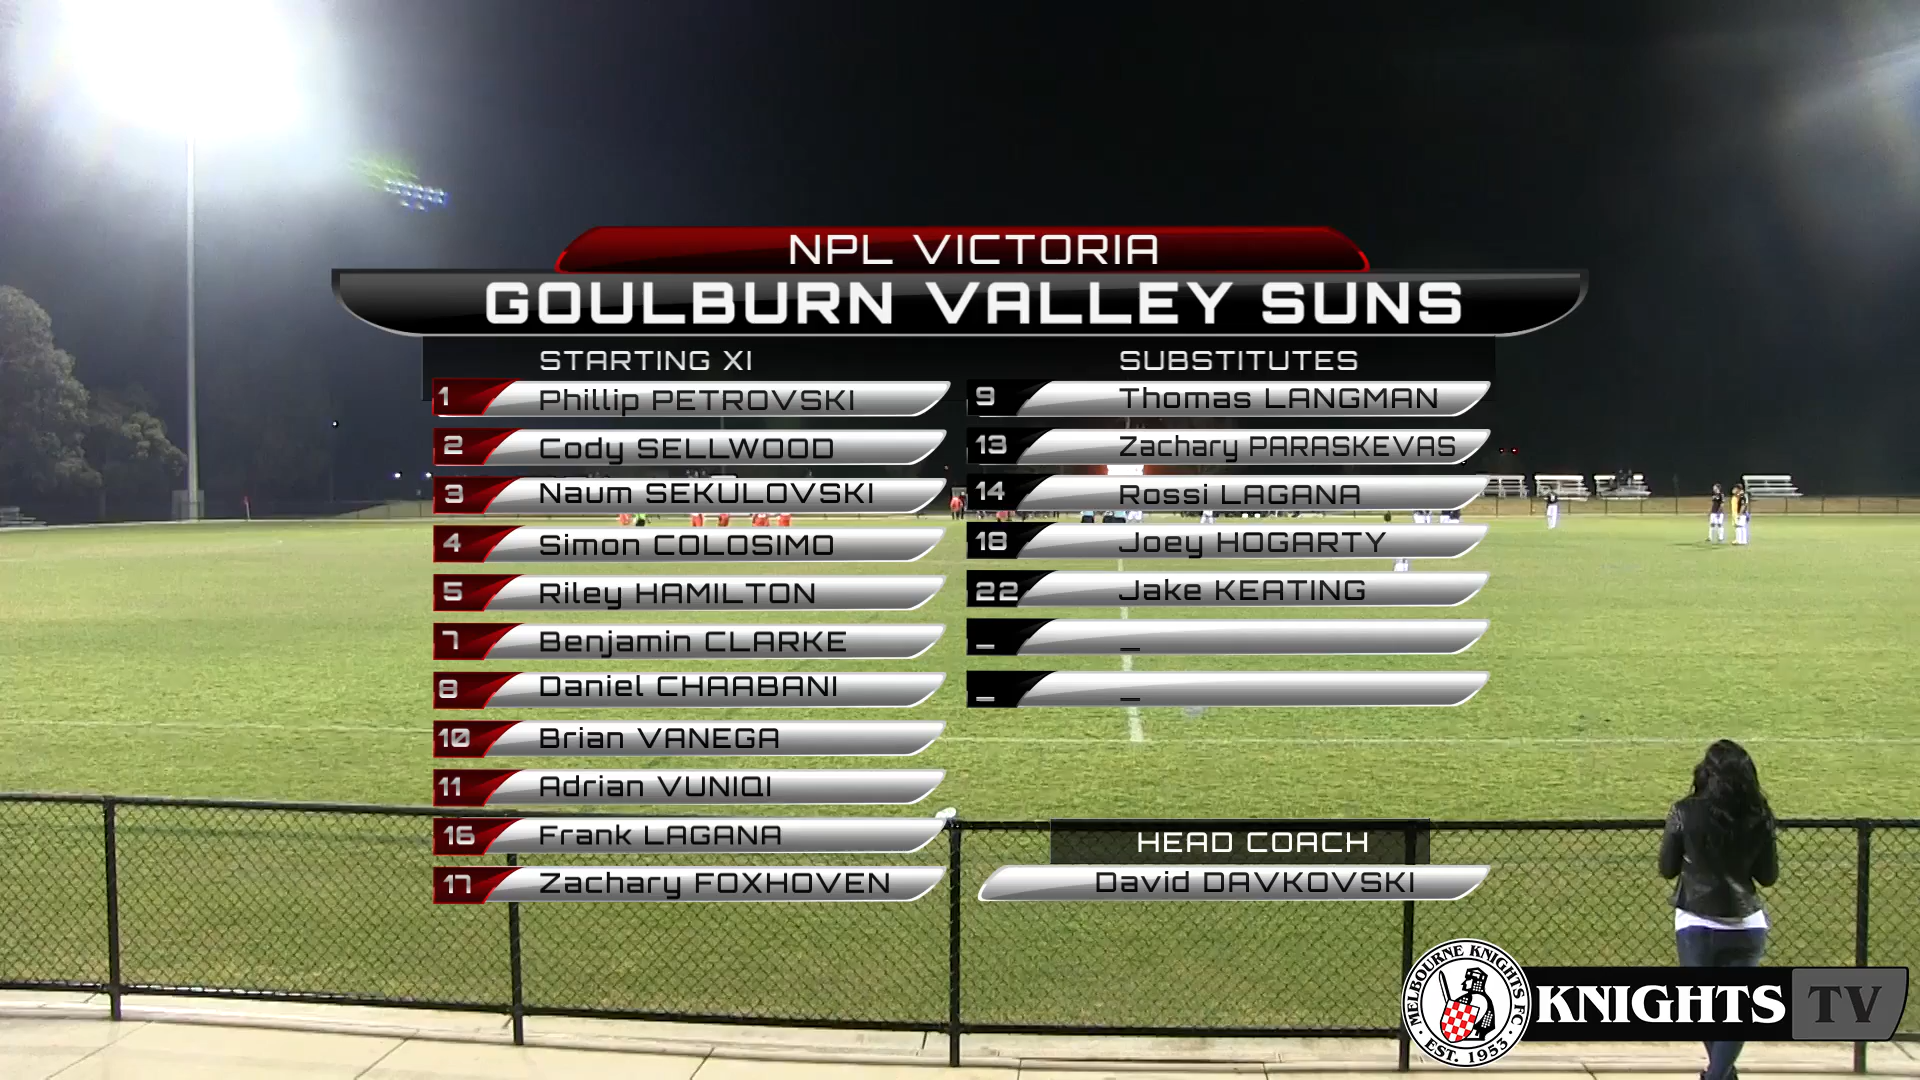 NPL VICTORIA
GOULBURN VALLEY SUNS
STARTING XI
1 Phillip PETROVSKI
2 Cody SELLWOOD
3 Naum SEKULOVSKI
4 Simon COLOSIMO
5 Riley HAMILTON
7 Benjamin CLARKE
8 Daniel CHAABANI
10 Brian VANEGA
11 Adrian VUNIQI
16 Frank LAGANA
17 Zachary FOXHOVEN
SUBSTITUTES
9 Thomas LANGMAN
13 Zachary PARASKEVAS
14 Rossi LAGANA
18 Joey HOGARTY
22 Jake KEATING
_ _
_ _
HEAD COACH
David DAVKOVSKI
MELBOURNE KNIGHTS FC
· EST. 1953 ·
KNIGHTS TV